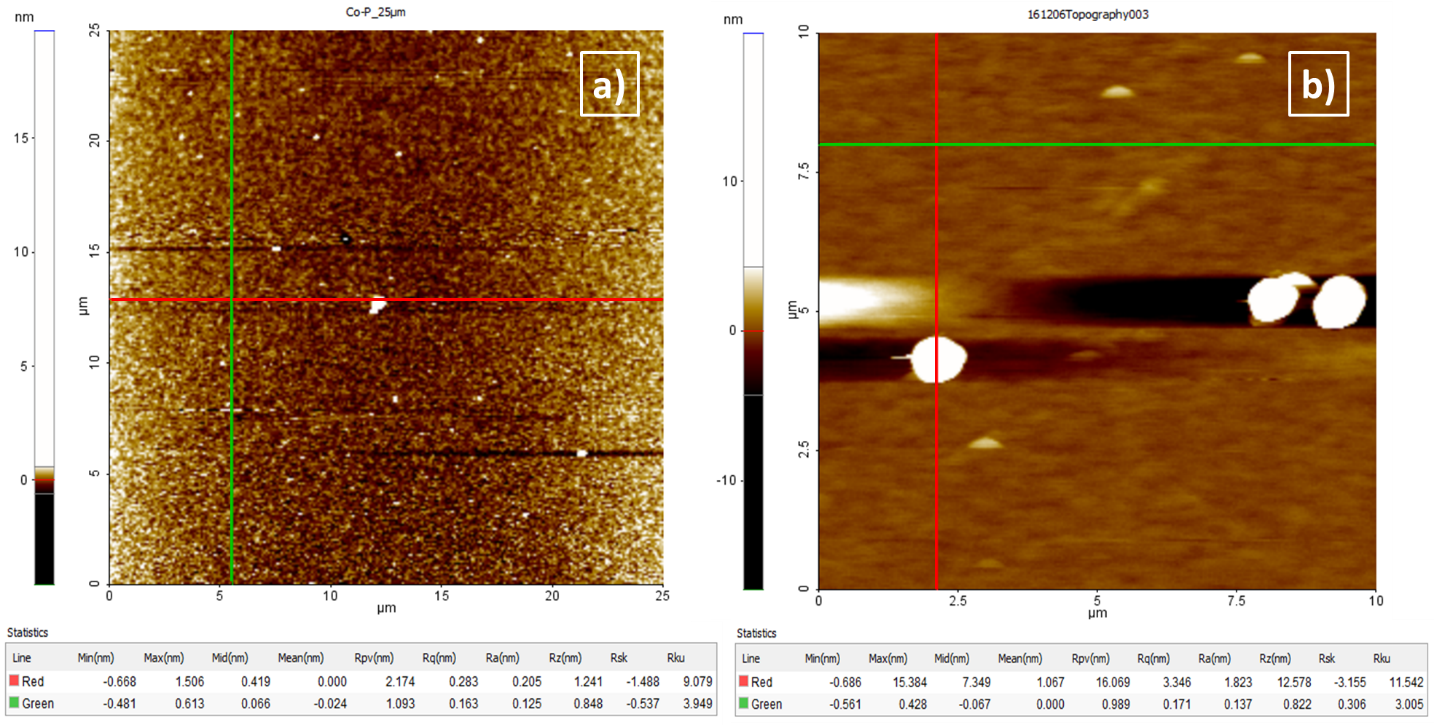 Co-P_25µm
nm
15
10
5
0
a)
25
20
15
10
5
0
µm
0 5 10 15 20 25
µm
Statistics
Line Min(nm) Max(nm) Mid(nm) Mean(nm) Rpv(nm) Rq(nm) Ra(nm) Rz(nm) Rsk Rku
Red -0.668 1.506 0.419 0.000 2.174 0.283 0.205 1.241 -1.488 9.079
Green -0.481 0.613 0.066 -0.024 1.093 0.163 0.125 0.848 -0.537 3.949
161206Topography003
nm
10
0
-10
b)
10
7.5
5
2.5
0
µm
0 2.5 5 7.5 10
µm
Statistics
Line Min(nm) Max(nm) Mid(nm) Mean(nm) Rpv(nm) Rq(nm) Ra(nm) Rz(nm) Rsk Rku
Red -0.686 15.384 7.349 1.067 16.069 3.346 1.823 12.578 -3.155 11.542
Green -0.561 0.428 -0.067 0.000 0.989 0.171 0.137 0.822 0.306 3.005